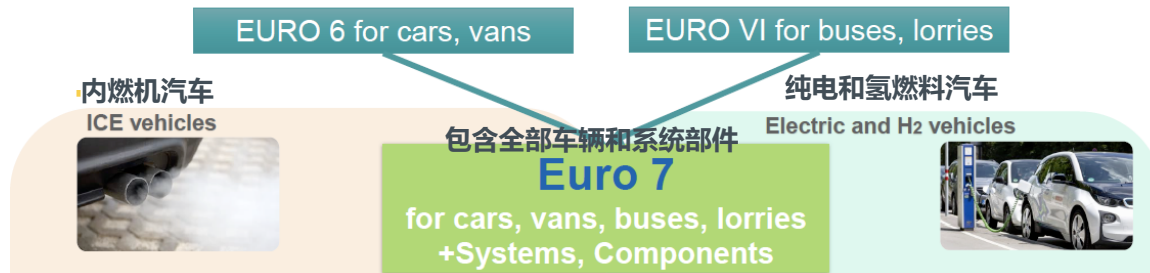 EURO 6 for cars, vans
EURO VI for buses, lorries
内燃机汽车
ICE vehicles
纯电和氢燃料汽车
Electric and H2 vehicles
包含全部车辆和系统部件
Euro 7
for cars, vans, buses, lorries
+Systems, Components